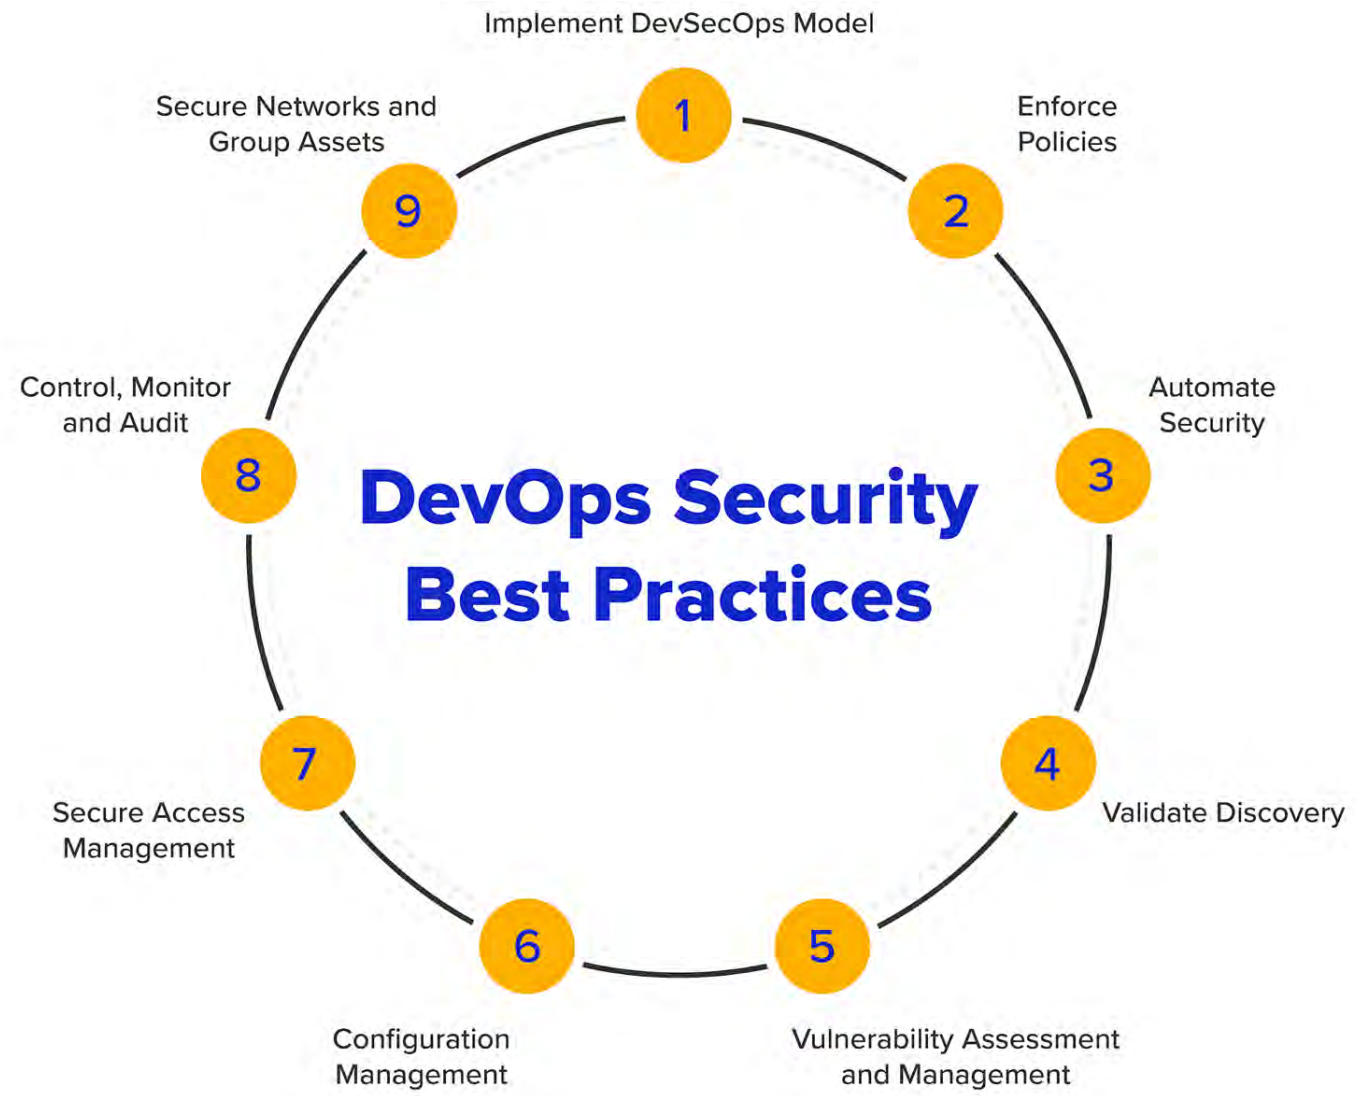 Implement DevSecOps Model
1
Enforce
Policies
2
Automate
Security
3
Validate Discovery
4
Vulnerability Assessment
and Management
5
Configuration
Management
6
Secure Access
Management
7
Control, Monitor
and Audit
8
Secure Networks and
Group Assets
9
DevOps Security
Best Practices